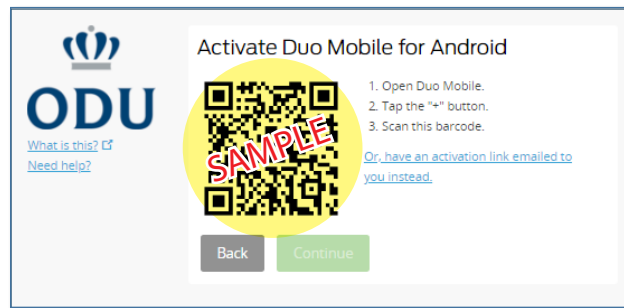 ODU
What is this?
Need help?
Activate Duo Mobile for Android
SAMPLE
1. Open Duo Mobile.
2. Tap the "+" button.
3. Scan this barcode.
Or, have an activation link emailed to
you instead.
Back
Continue